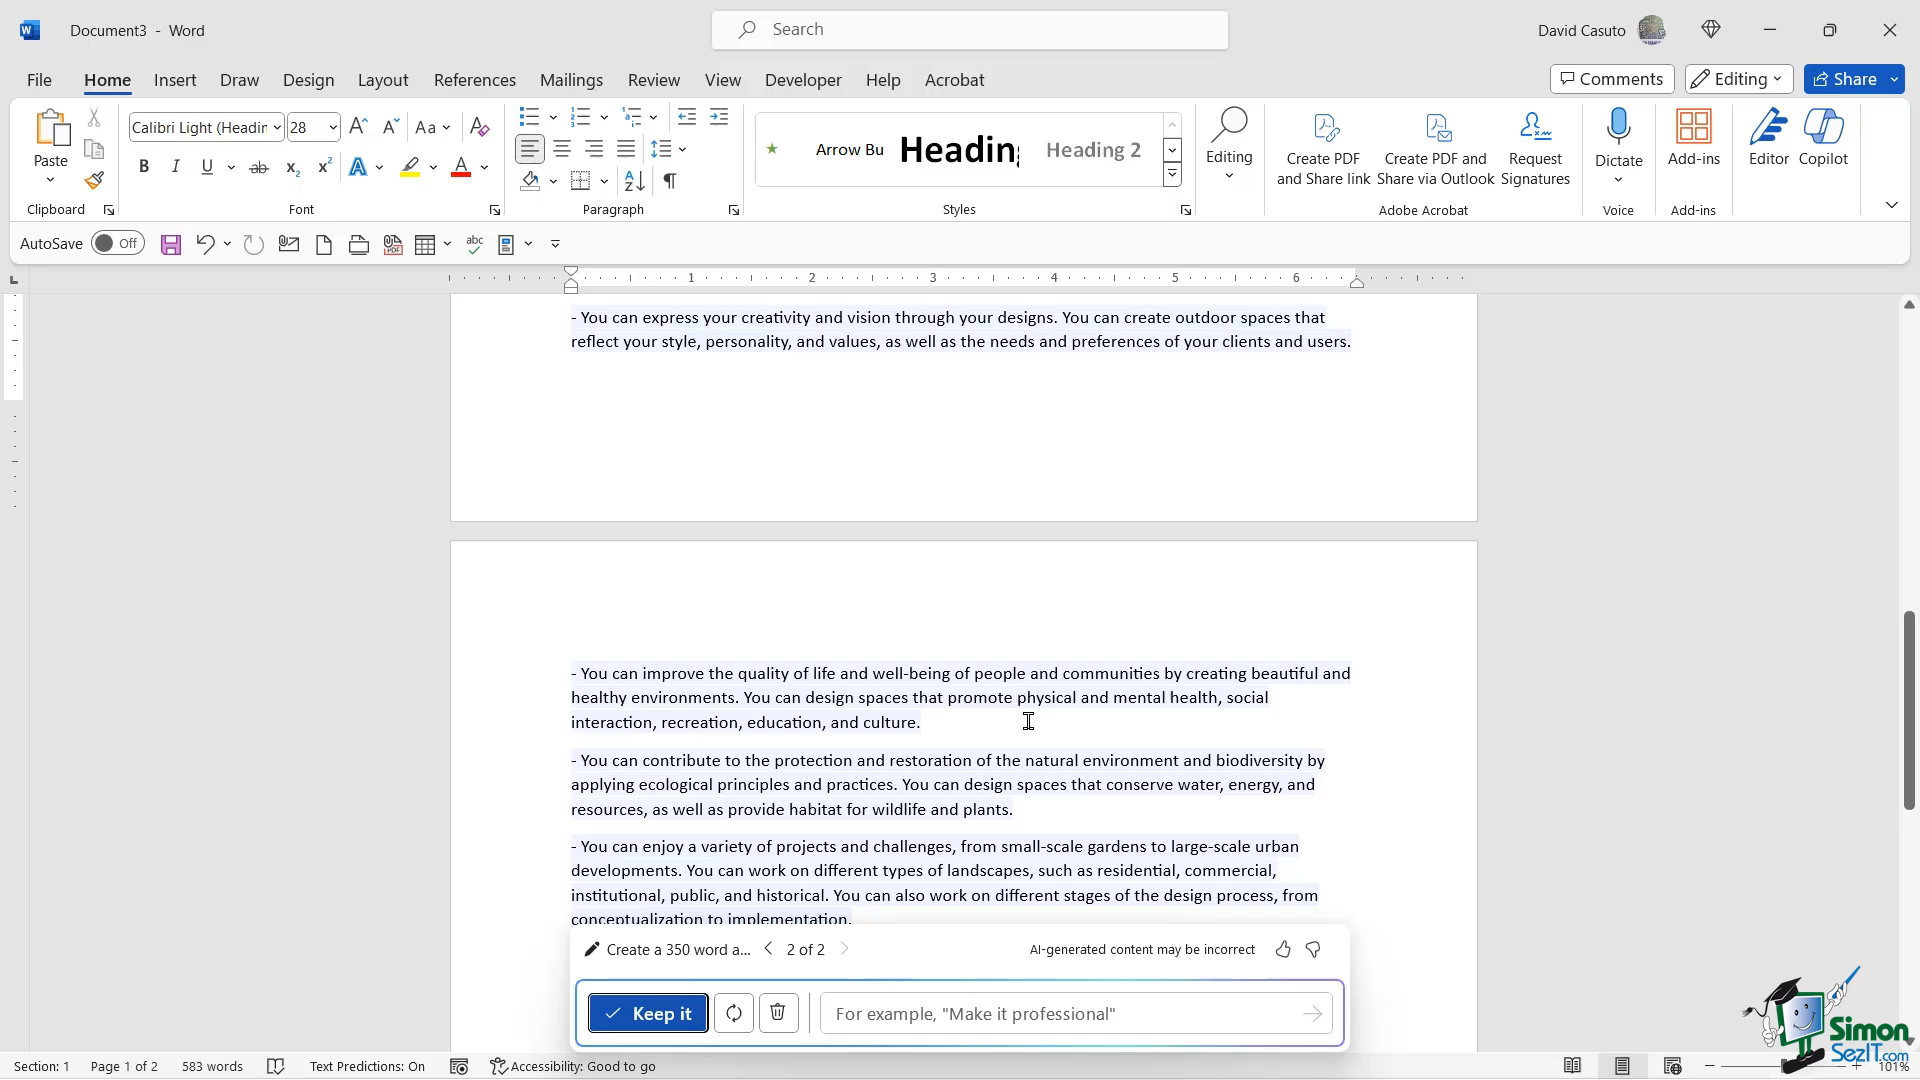 Document3 - Word
Search
David Casuto
File Home Insert Draw Design Layout References Mailings Review View Developer Help Acrobat
Comments Editing Share
Paste
Clipboard
Calibri Light (Headin 28
Aa
B I U ab x₂ x² A A
Font
Paragraph
Arrow Bu Heading Heading 2
Styles
Editing
Create PDF and Share link
Create PDF and Share via Outlook
Request Signatures
Adobe Acrobat
Dictate
Voice
Add-ins
Add-ins
Editor
Copilot
AutoSave Off
abc
1 2 3 4 5 6
- You can express your creativity and vision through your designs. You can create outdoor spaces that
reflect your style, personality, and values, as well as the needs and preferences of your clients and users.
- You can improve the quality of life and well-being of people and communities by creating beautiful and
healthy environments. You can design spaces that promote physical and mental health, social
interaction, recreation, education, and culture.
- You can contribute to the protection and restoration of the natural environment and biodiversity by
applying ecological principles and practices. You can design spaces that conserve water, energy, and
resources, as well as provide habitat for wildlife and plants.
- You can enjoy a variety of projects and challenges, from small-scale gardens to large-scale urban
developments. You can work on different types of landscapes, such as residential, commercial,
institutional, public, and historical. You can also work on different stages of the design process, from
conceptualization to implementation.
Create a 350 word a... 2 of 2 AI-generated content may be incorrect
Keep it For example, "Make it professional"
Simon
SezIT.com
Section: 1 Page 1 of 2 583 words Text Predictions: On Accessibility: Good to go 101%